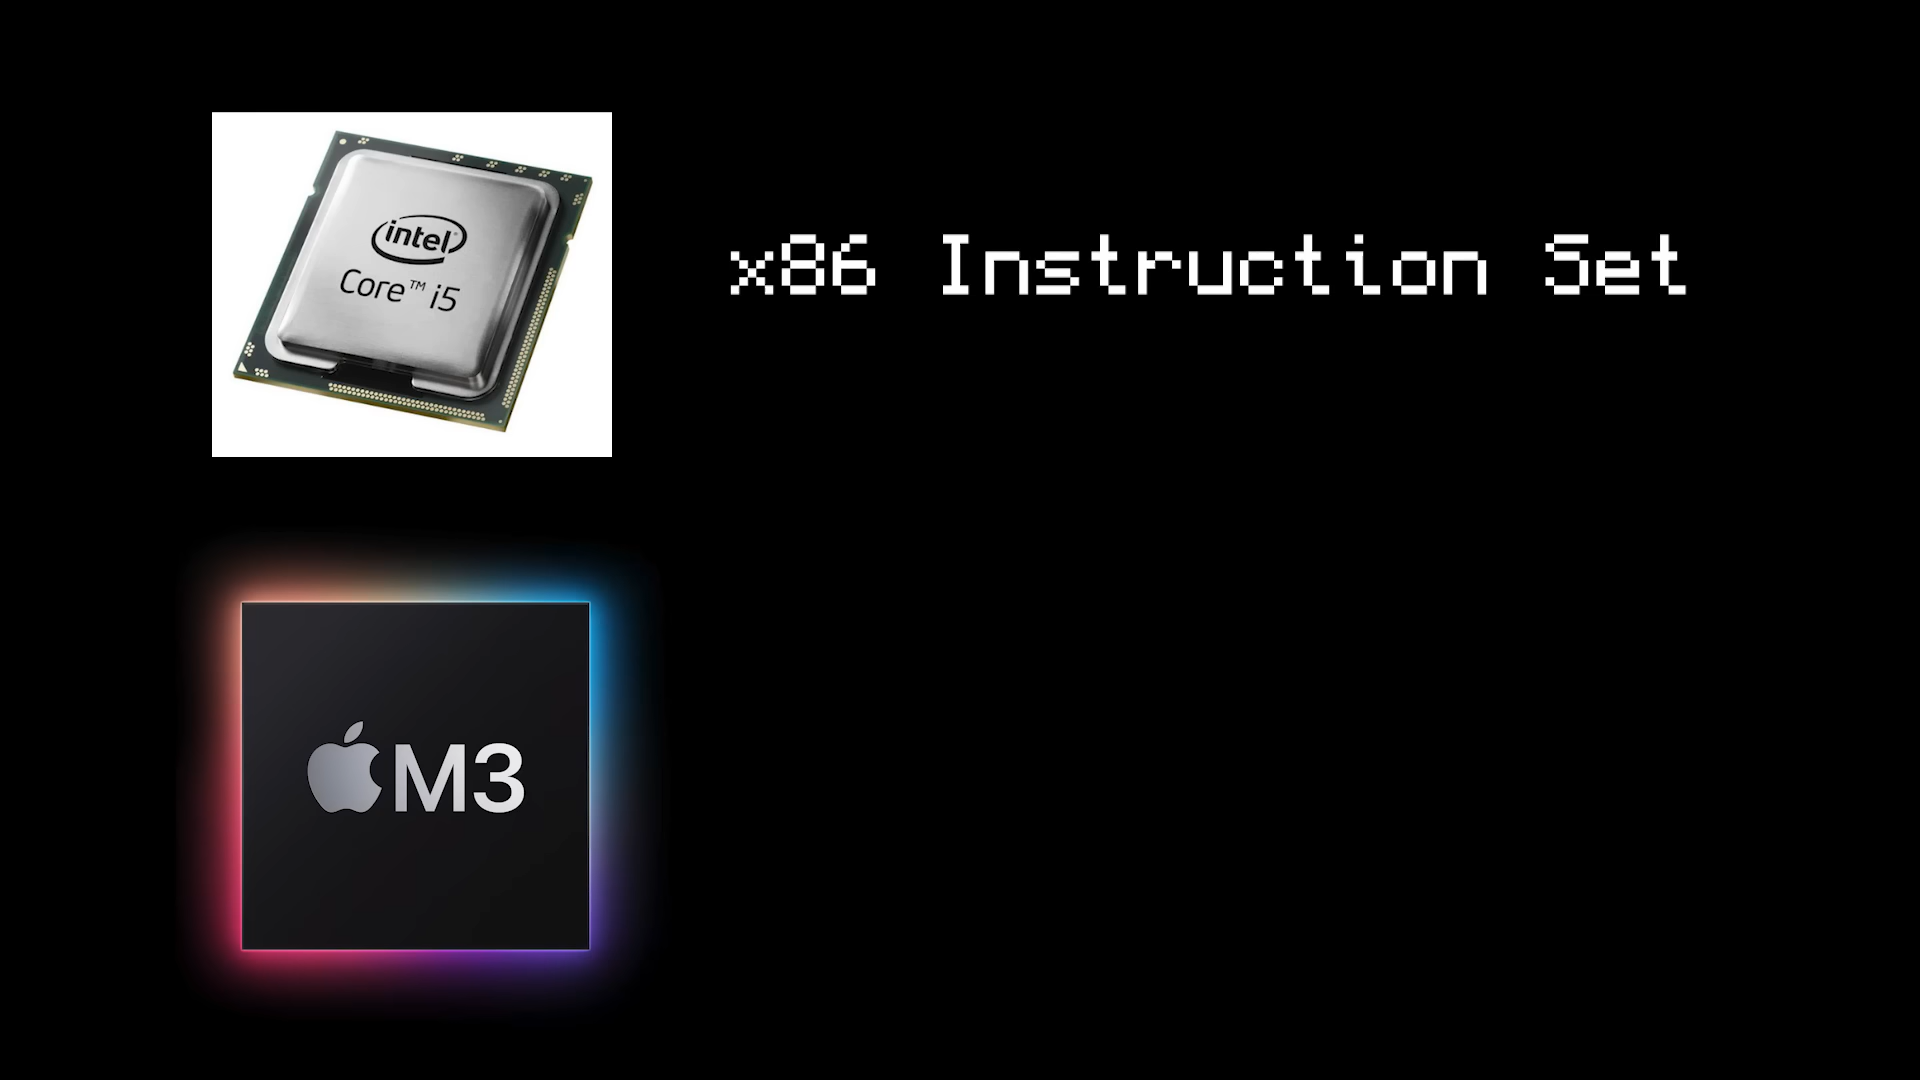 intel
Core™ i5
x86 Instruction Set
M3